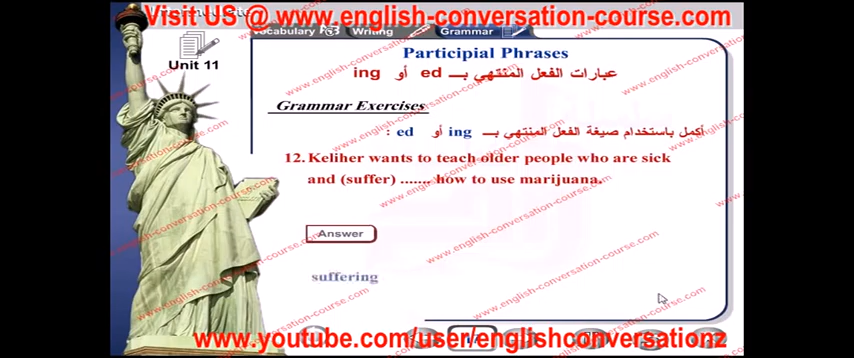 Visit US @ www.english-conversation-course.com
Vocabulary Writing Grammar
Unit 11
Participial Phrases
عبارات الفعل المنتهي بـــ ed أو ing
Grammar Exercises
أكمل باستخدام صيغة الفعل المنتهي بـــ ing أو ed :
12. Keliher wants to teach older people who are sick
and (suffer) ....... how to use marijuana.
Answer
suffering
www.youtube.com/user/englishconversationz